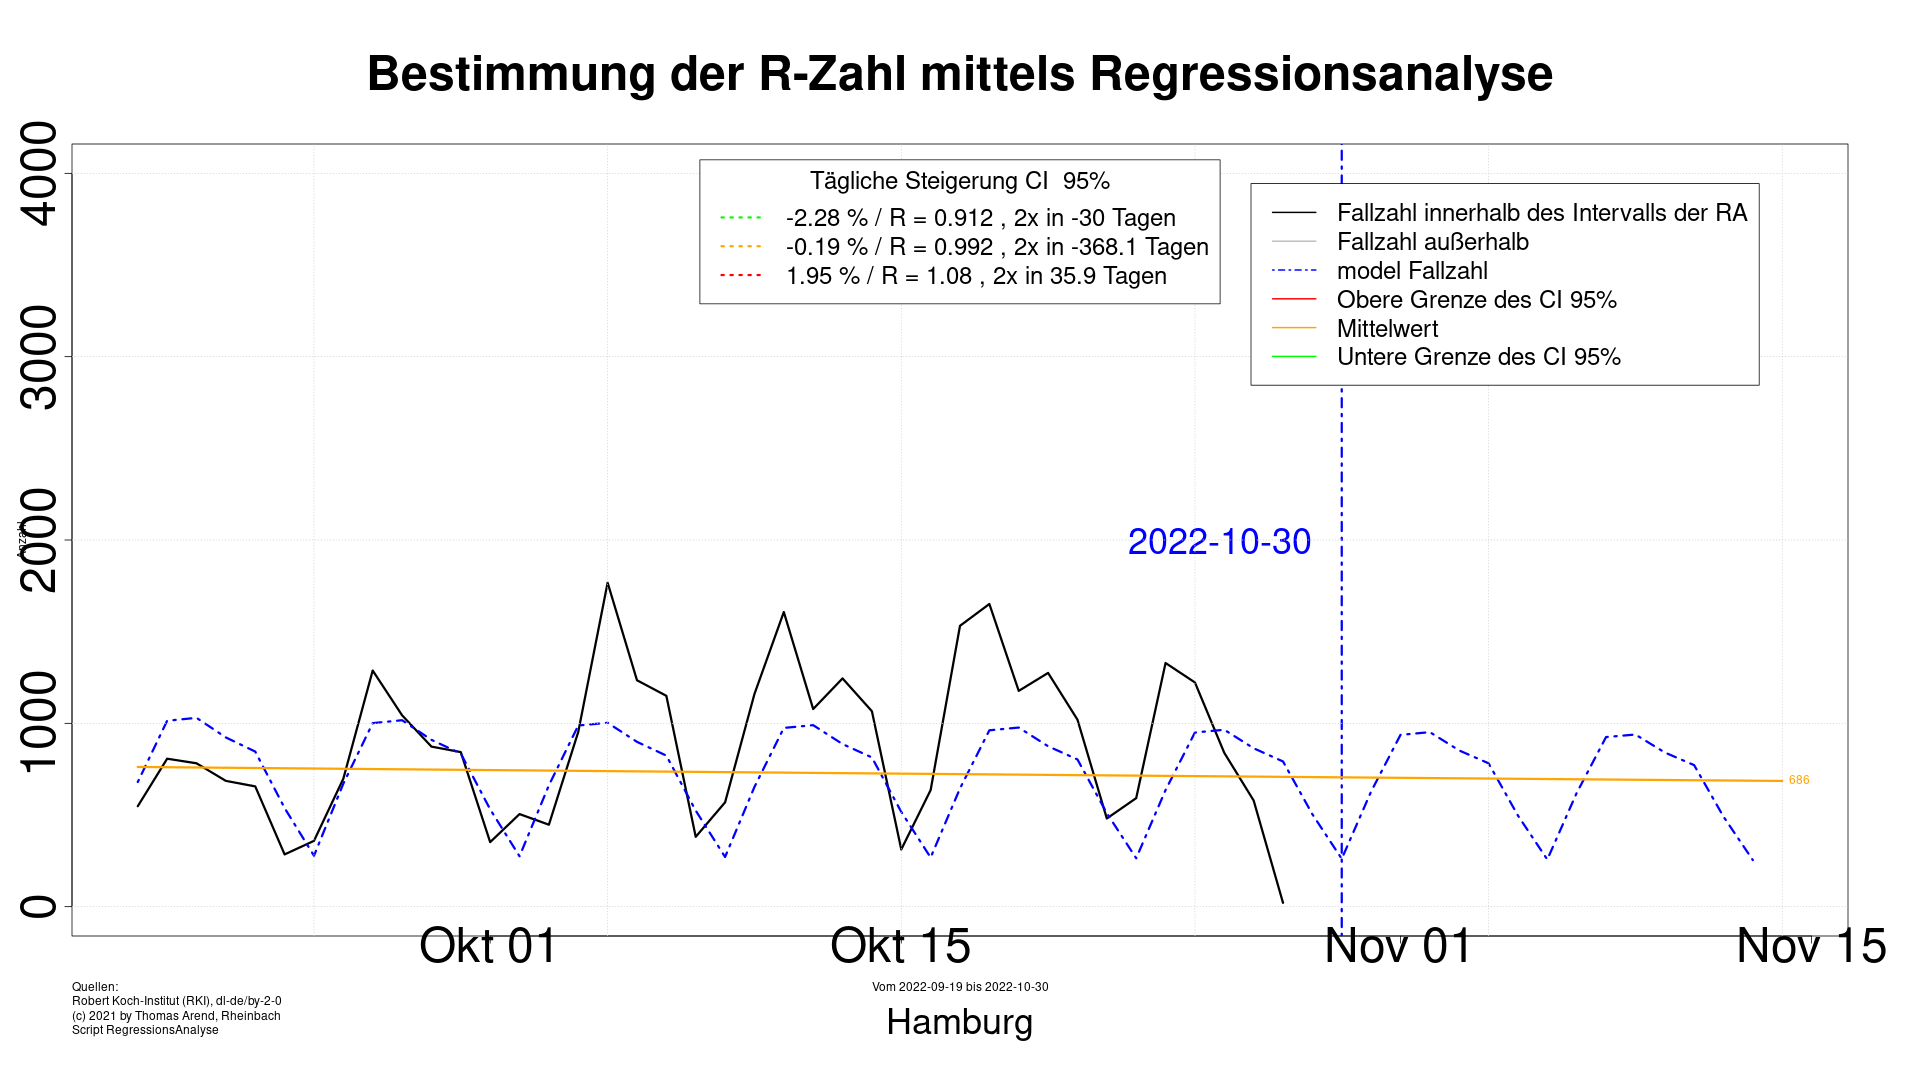 Bestimmung der R-Zahl mittels Regressionsanalyse
Tägliche Steigerung CI  95%
-2.28 % / R = 0.912 , 2x in -30 Tagen
-0.19 % / R = 0.992 , 2x in -368.1 Tagen
1.95 % / R = 1.08 , 2x in 35.9 Tagen
Fallzahl innerhalb des Intervalls der RA
Fallzahl außerhalb
model Fallzahl
Obere Grenze des CI 95%
Mittelwert
Untere Grenze des CI 95%
4000
3000
2000
1000
0
Anzahl
2022-10-30
686
Okt 01
Okt 15
Nov 01
Nov 15
Quellen:
Robert Koch-Institut (RKI), dl-de/by-2-0
(c) 2021 by Thomas Arend, Rheinbach
Script RegressionsAnalyse
Vom 2022-09-19 bis 2022-10-30
Hamburg